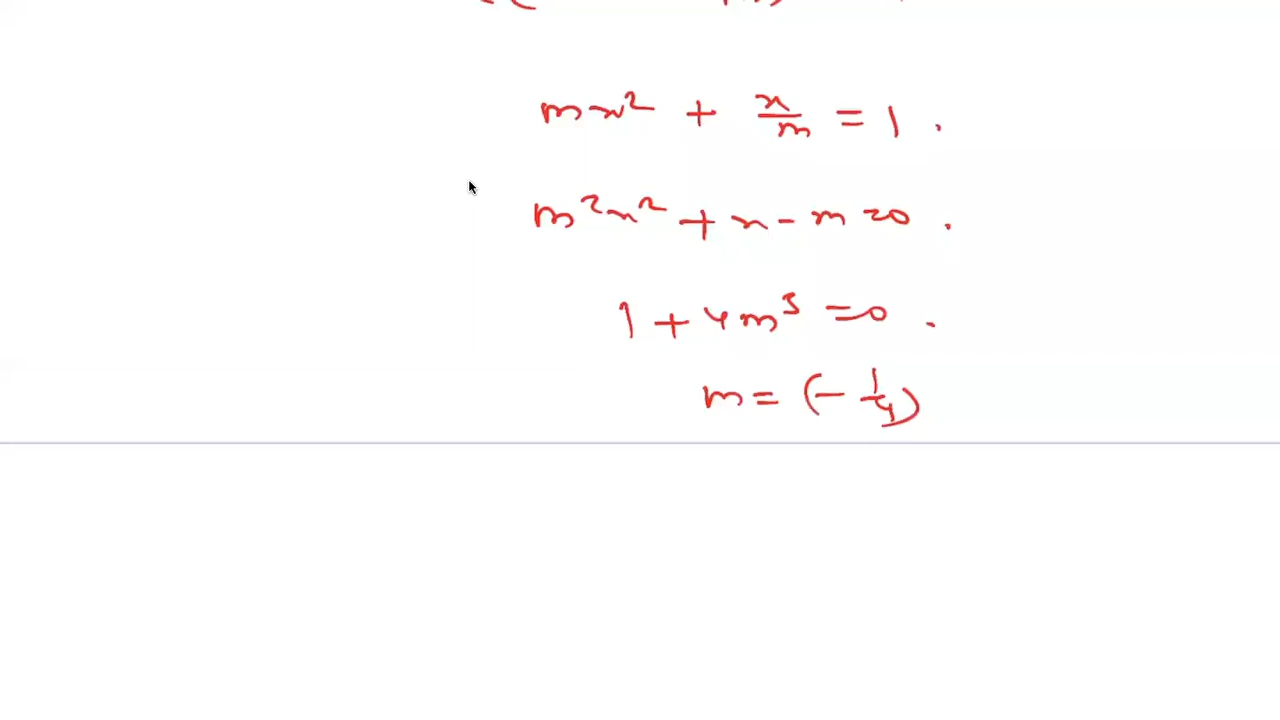 mx² + x/m = 1 .
m²x² + x - m = 0 .
1 + 4m³ = 0 .
m = (- 1/4)